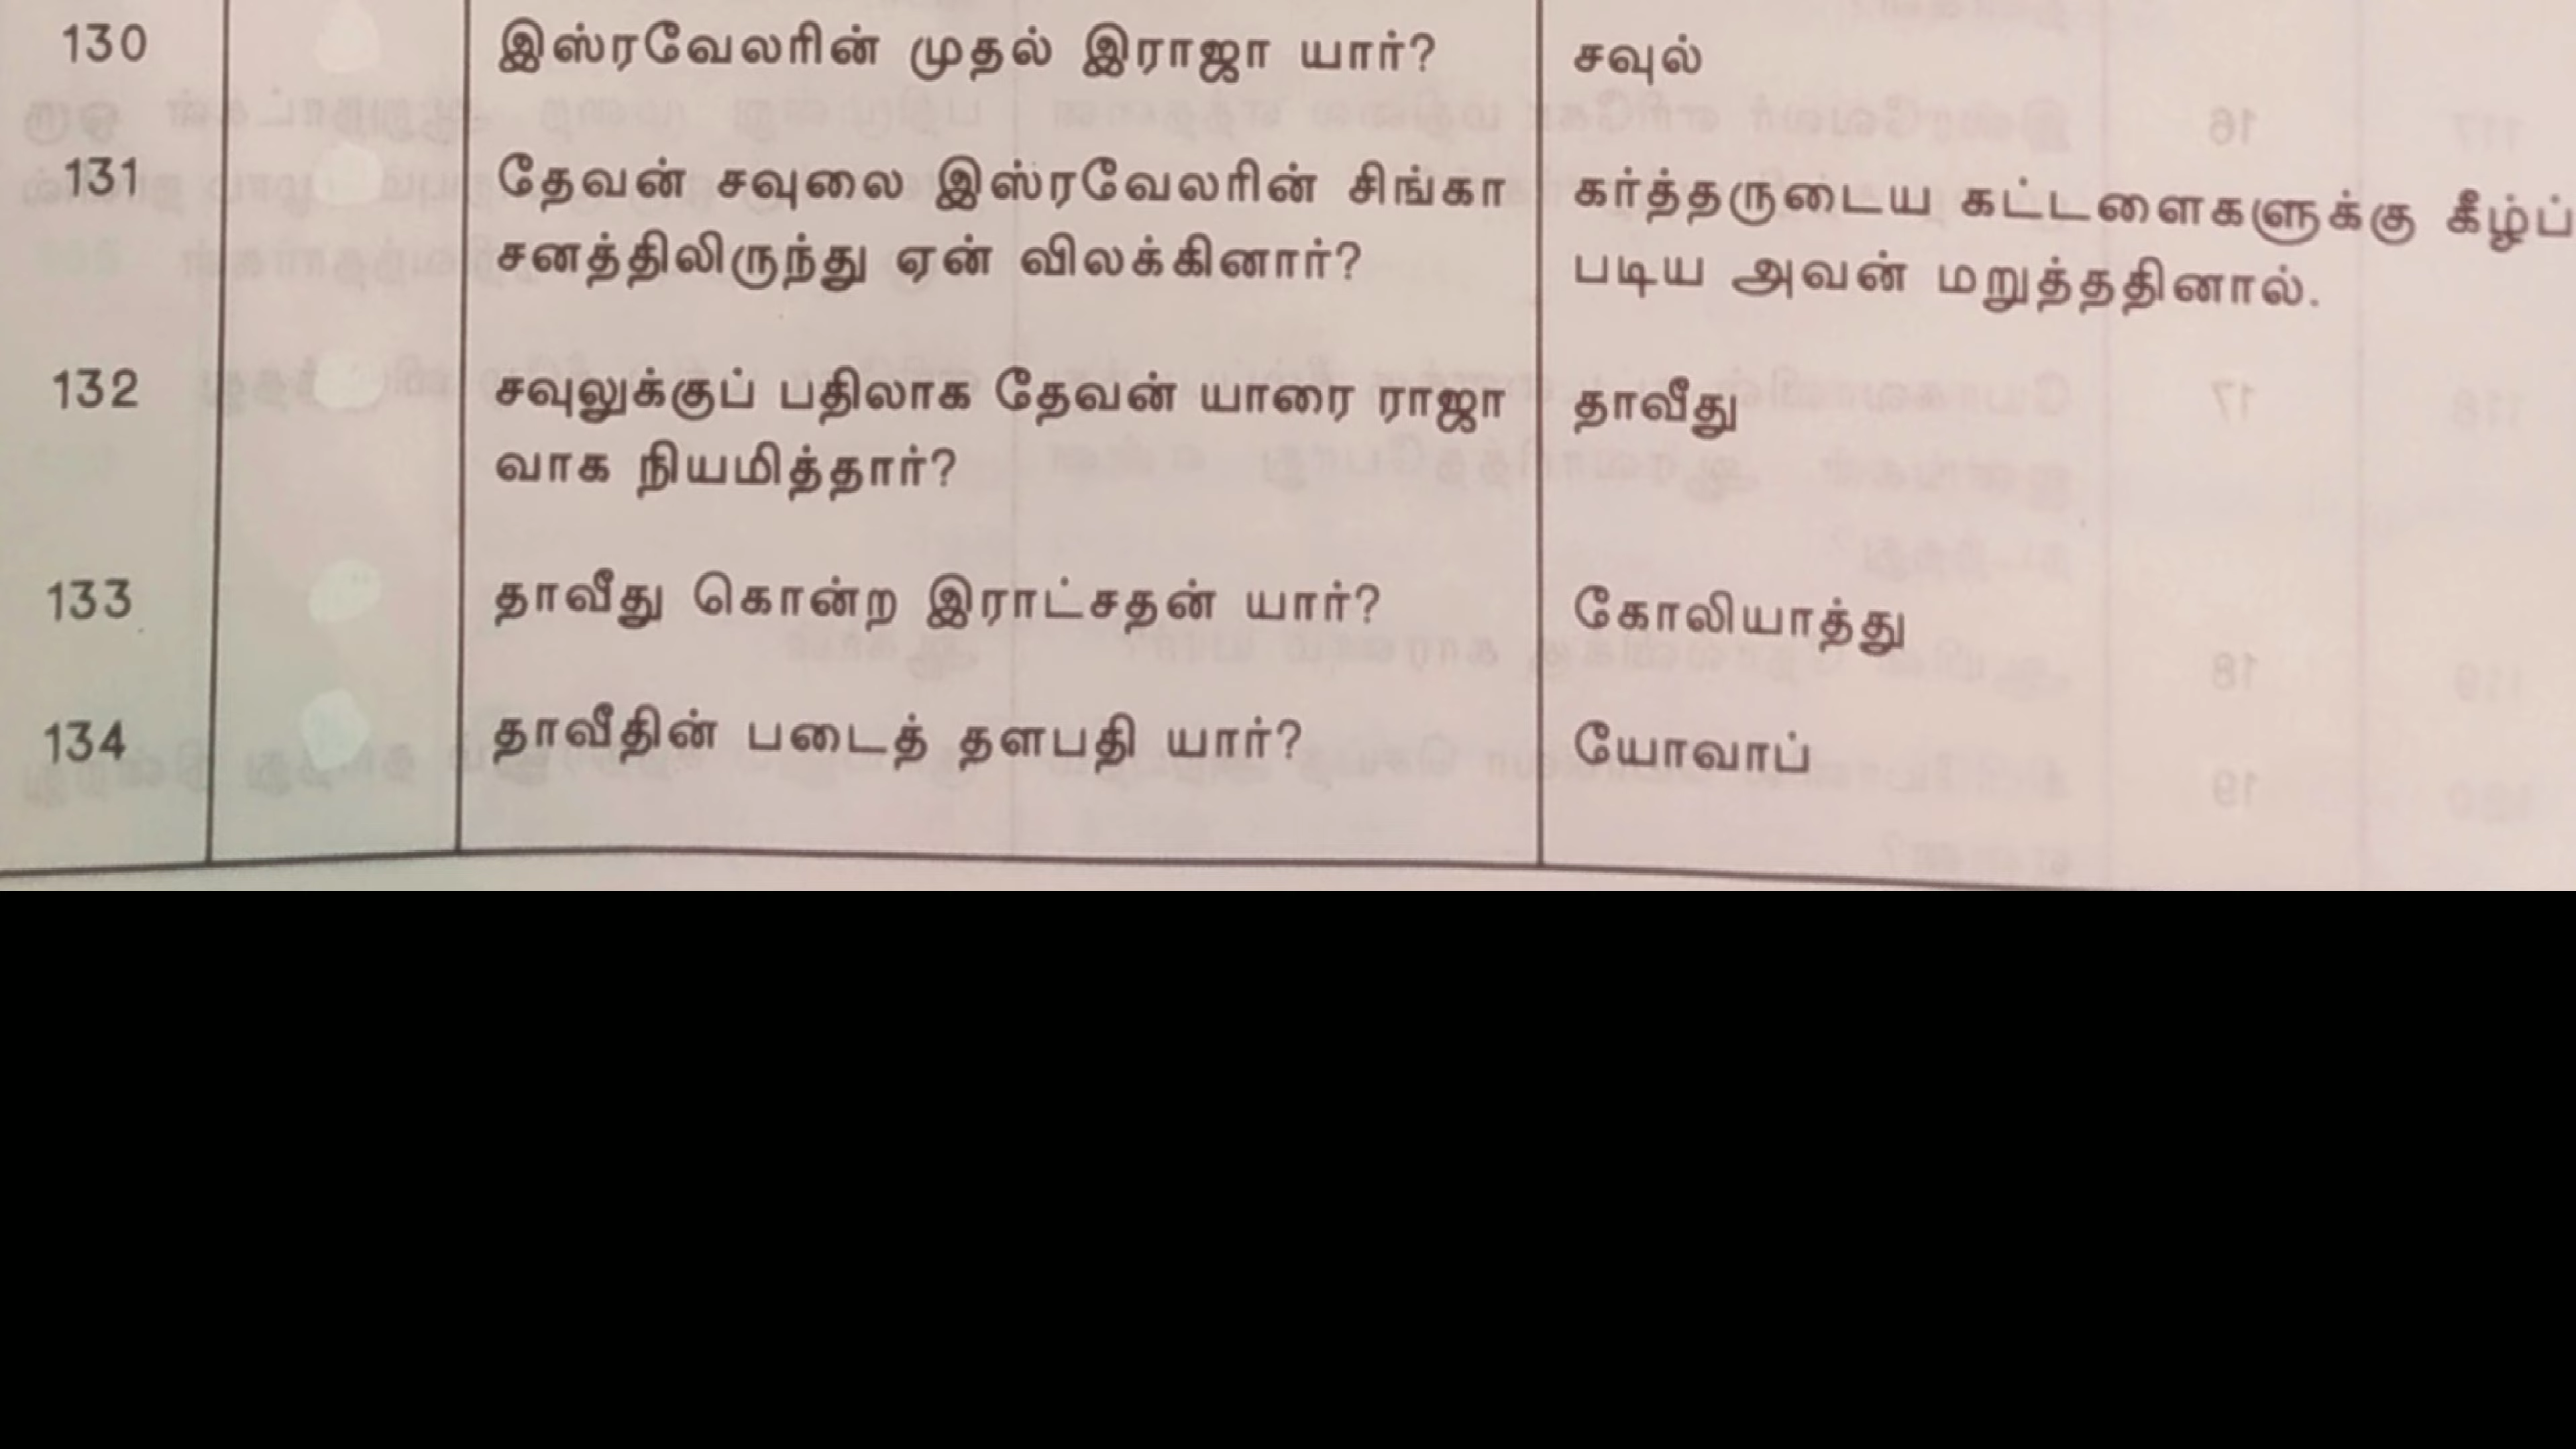 130 இஸ்ரவேலரின் முதல் இராஜா யார்? சவுல்
131 தேவன் சவுலை இஸ்ரவேலரின் சிங்கா கர்த்தருடைய கட்டளைகளுக்கு கீழ்ப்
சனத்திலிருந்து ஏன் விலக்கினார்? படிய அவன் மறுத்ததினால்.
132 சவுலுக்குப் பதிலாக தேவன் யாரை ராஜா தாவீது
வாக நியமித்தார்?
133 தாவீது கொன்ற இராட்சதன் யார்? கோலியாத்து
134 தாவீதின் படைத் தளபதி யார்? யோவாப்